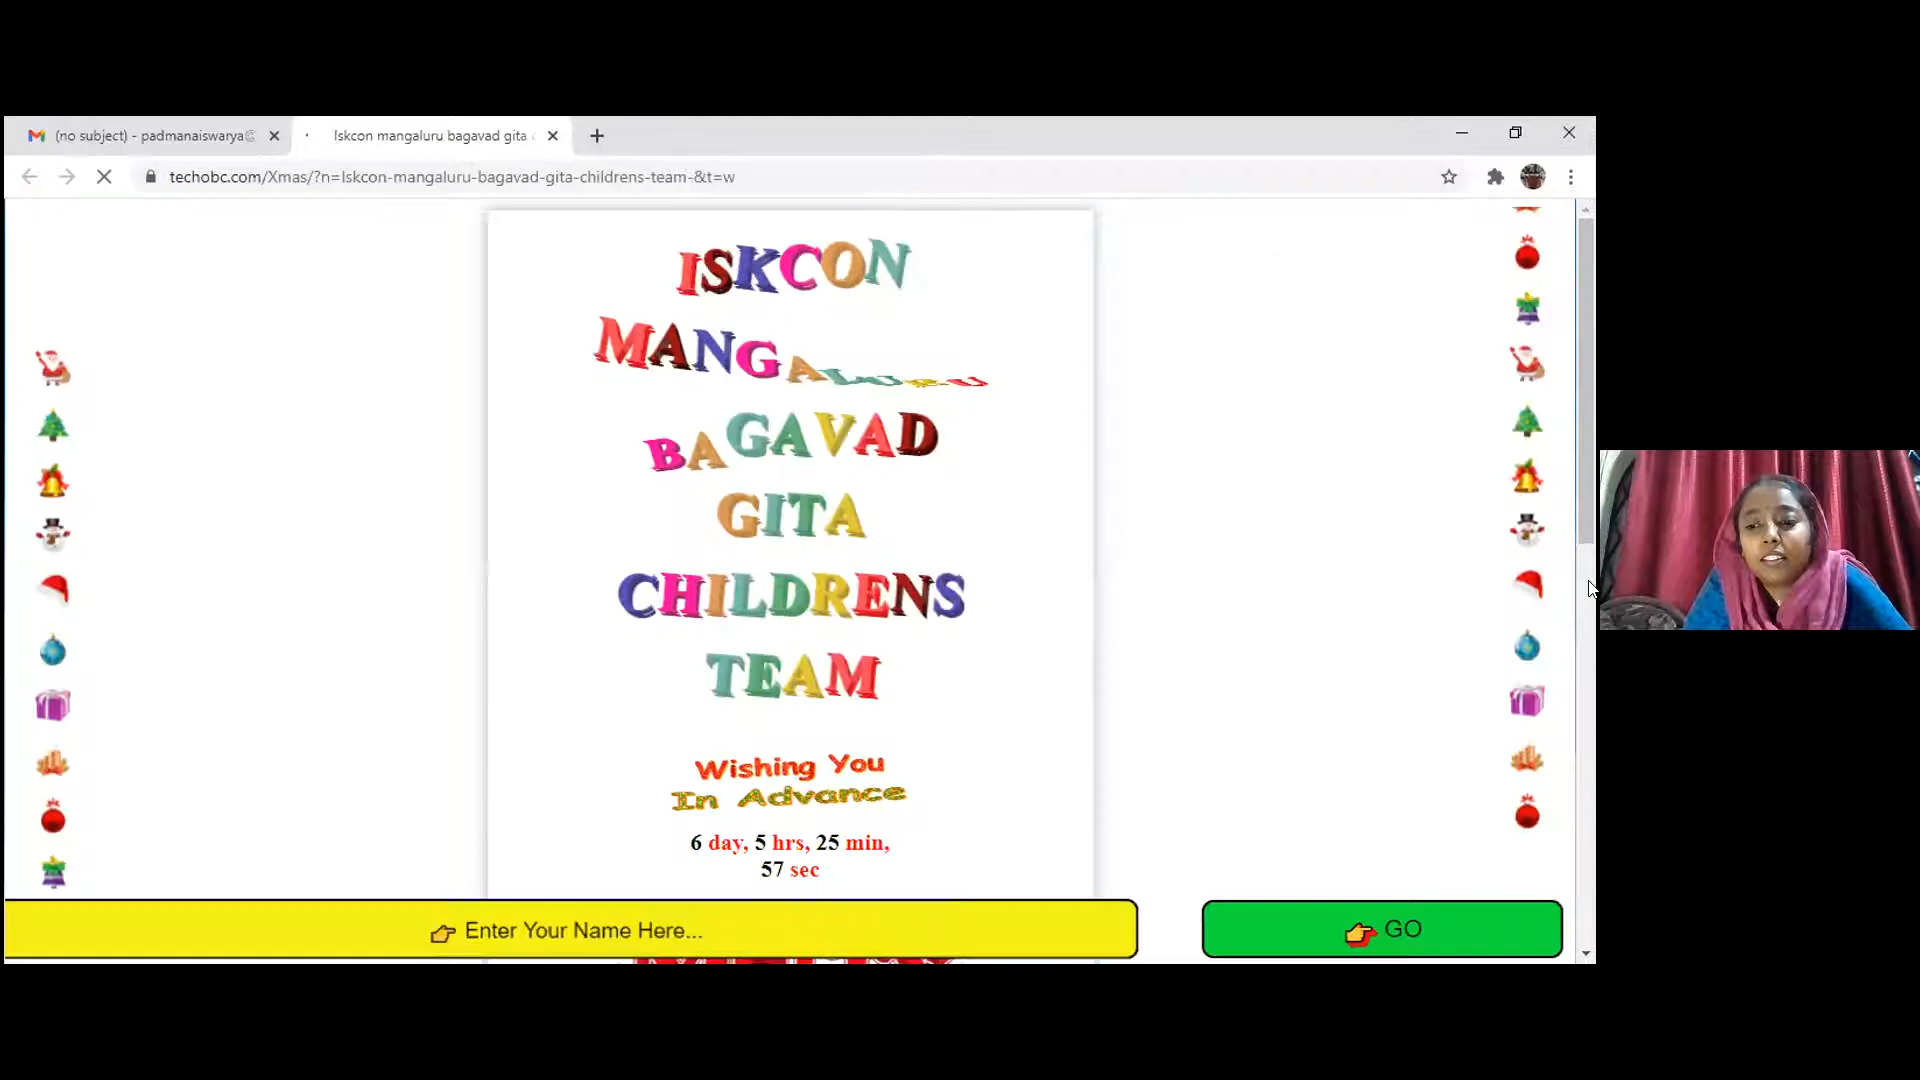 (no subject) - padmanaiswarya@
Iskcon mangaluru bagavad gita
techobc.com/Xmas/?n=Iskcon-mangaluru-bagavad-gita-childrens-team-&t=w
ISKCON
MANGALURU
BAGAVAD
GITA
CHILDRENS
TEAM
Wishing You
In Advance
6 day, 5 hrs, 25 min,
57 sec
Enter Your Name Here...
GO